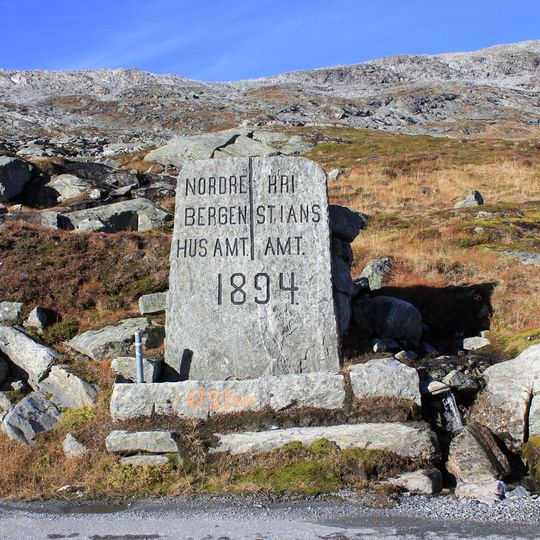 NORDRE KRI
BERGEN STIANS
HUS AMT AMT.
1894.